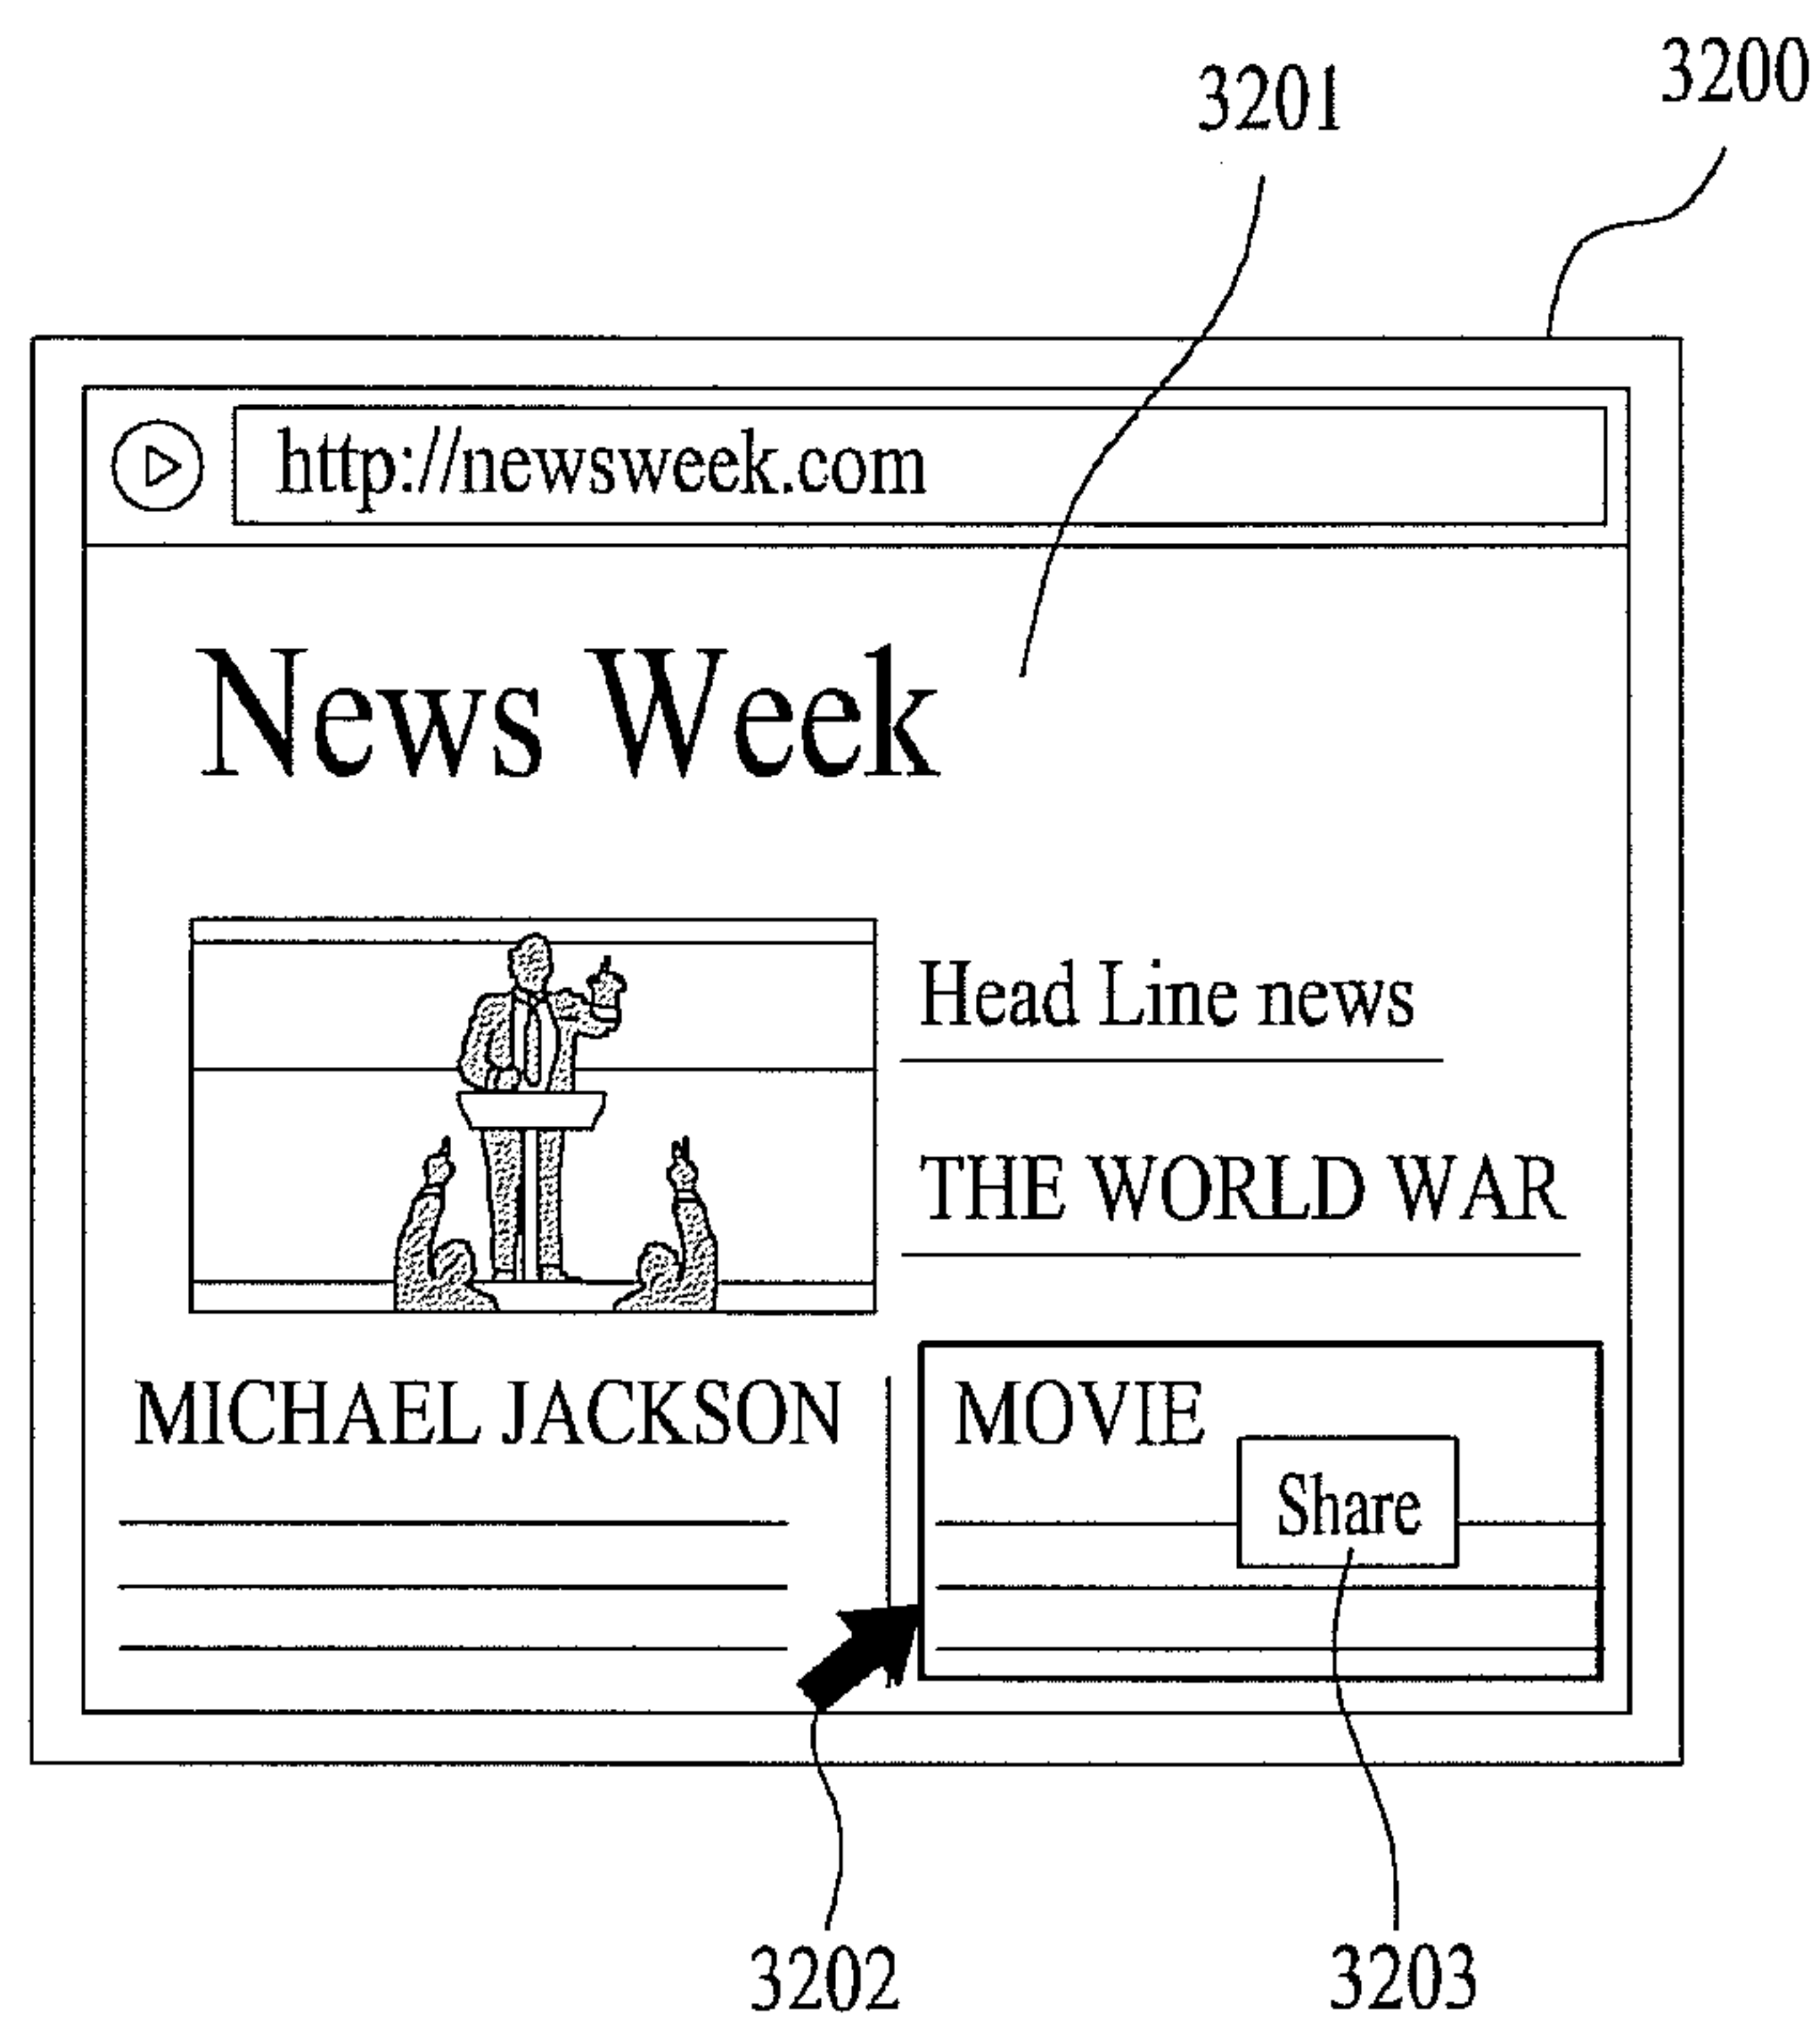 3200
3201
http://newsweek.com
News Week
Head Line news
THE WORLD WAR
MICHAEL JACKSON
MOVIE
Share
3202
3203